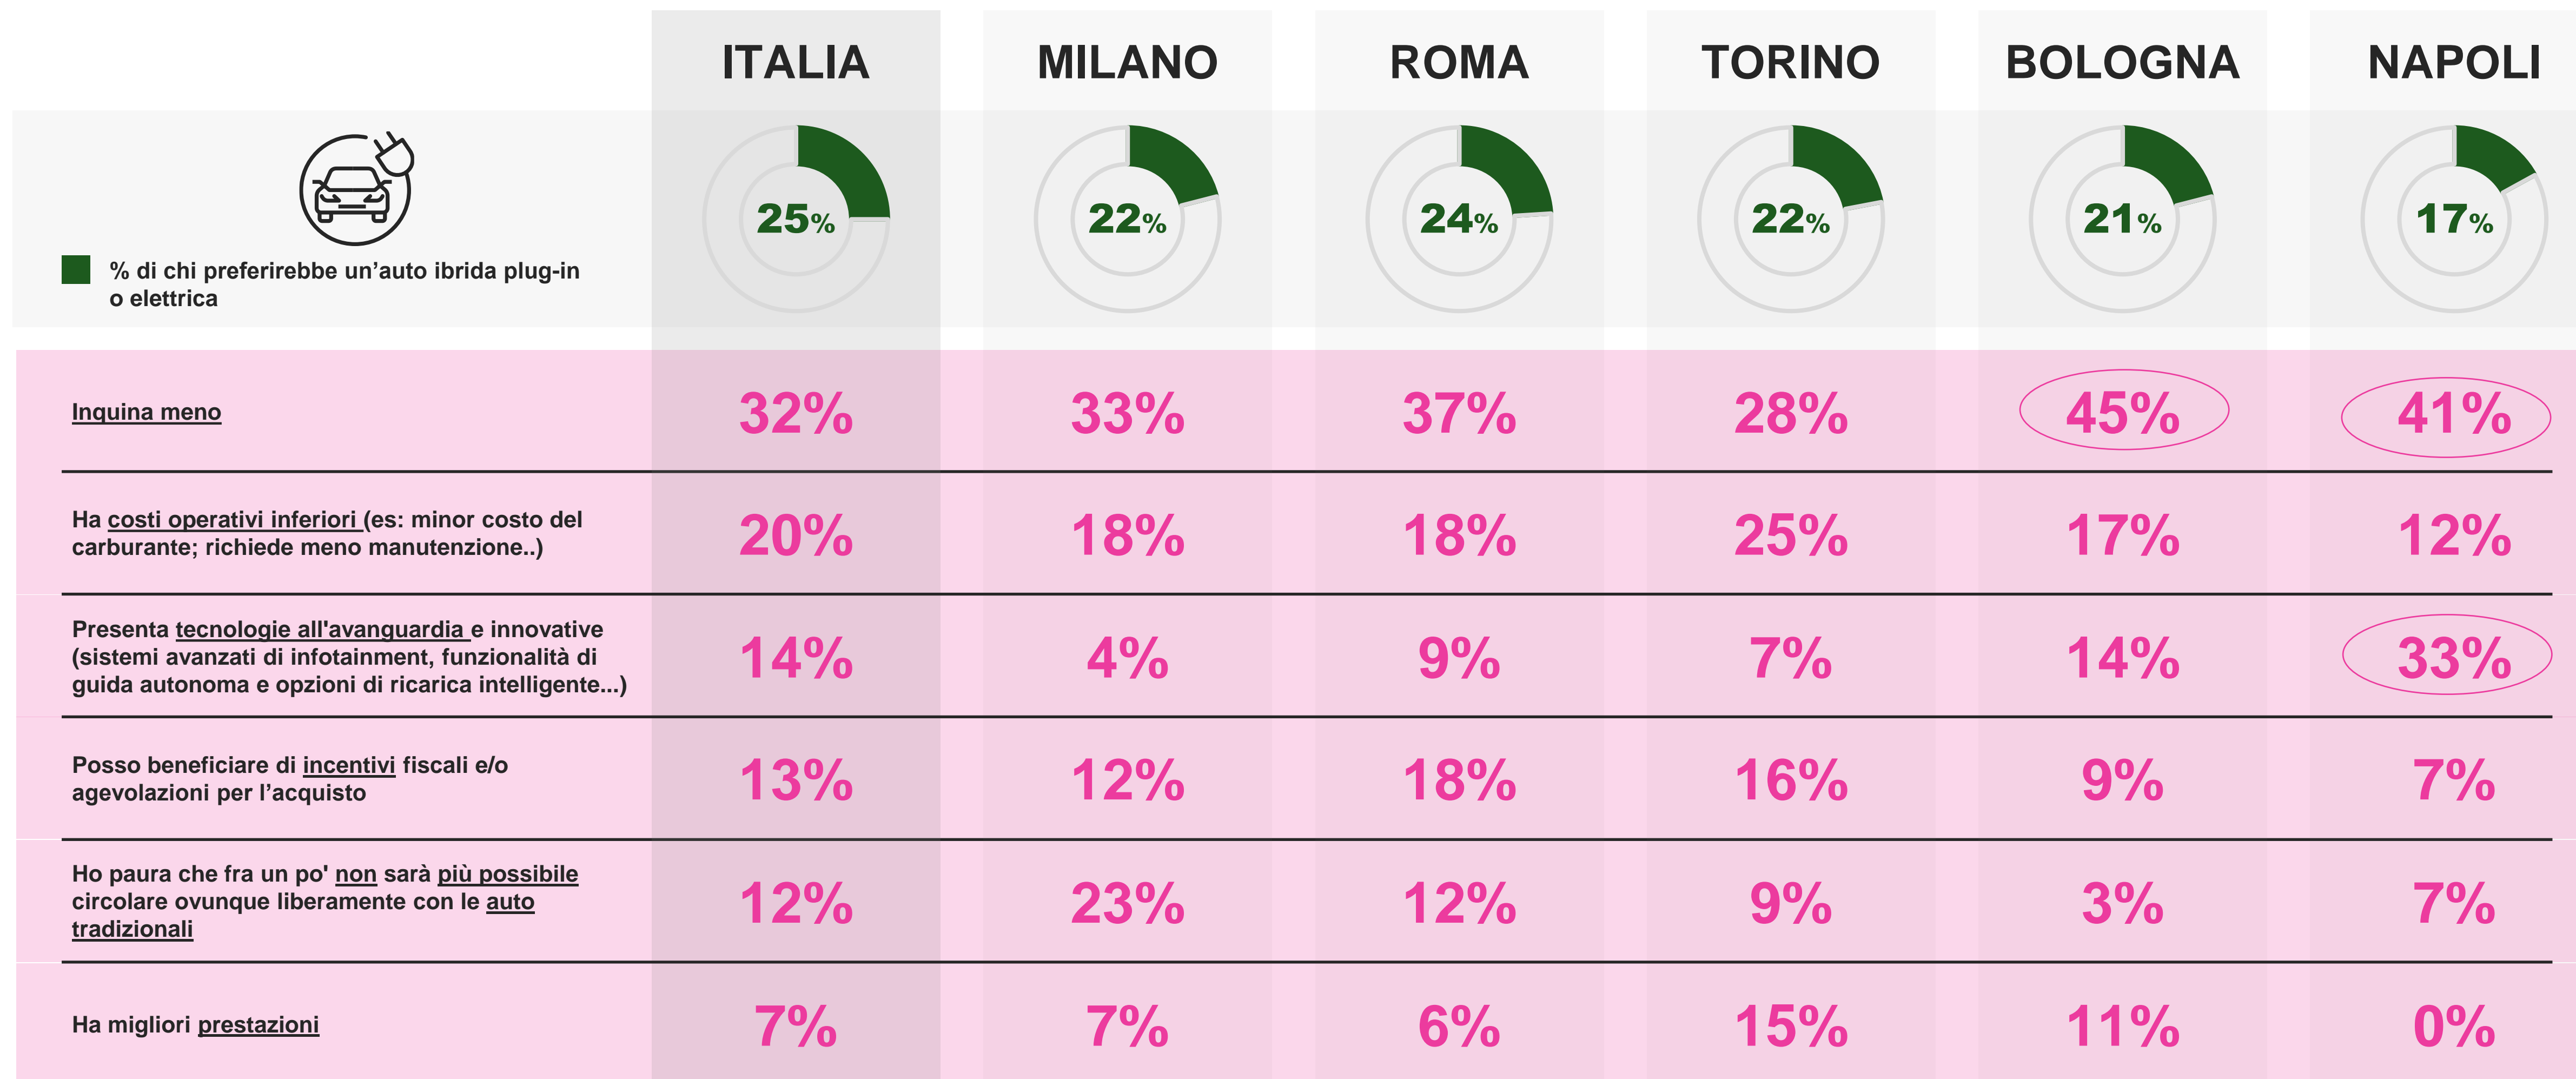 ITALIA MILANO ROMA TORINO BOLOGNA NAPOLI
25% 22% 24% 22% 21% 17%
% di chi preferirebbe un’auto ibrida plug-in
o elettrica
Inquina meno 32% 33% 37% 28% 45% 41%
Ha costi operativi inferiori (es: minor costo del
carburante; richiede meno manutenzione..)
20% 18% 18% 25% 17% 12%
Presenta tecnologie all'avanguardia e innovative
(sistemi avanzati di infotainment, funzionalità di
guida autonoma e opzioni di ricarica intelligente...)
14% 4% 9% 7% 14% 33%
Posso beneficiare di incentivi fiscali e/o
agevolazioni per l’acquisto
13% 12% 18% 16% 9% 7%
Ho paura che fra un po' non sarà più possibile
circolare ovunque liberamente con le auto
tradizionali
12% 23% 12% 9% 3% 7%
Ha migliori prestazioni 7% 7% 6% 15% 11% 0%